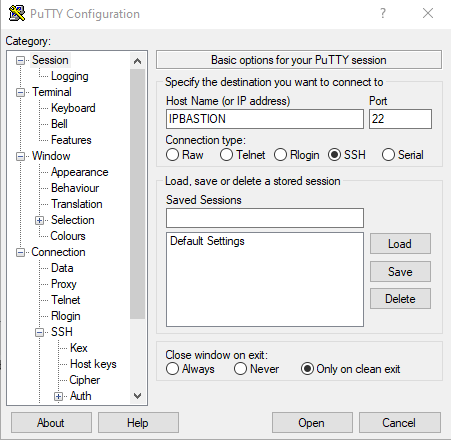 PuTTY Configuration
? ×
Category:
Session
Logging
Terminal
Keyboard
Bell
Features
Window
Appearance
Behaviour
Translation
Selection
Colours
Connection
Data
Proxy
Telnet
Rlogin
SSH
Kex
Host keys
Cipher
Auth
Basic options for your PuTTY session
Specify the destination you want to connect to
Host Name (or IP address) Port
IPBASTION 22
Connection type:
Raw Telnet Rlogin SSH Serial
Load, save or delete a stored session
Saved Sessions
Default Settings
Load
Save
Delete
Close window on exit:
Always Never Only on clean exit
About Help Open Cancel